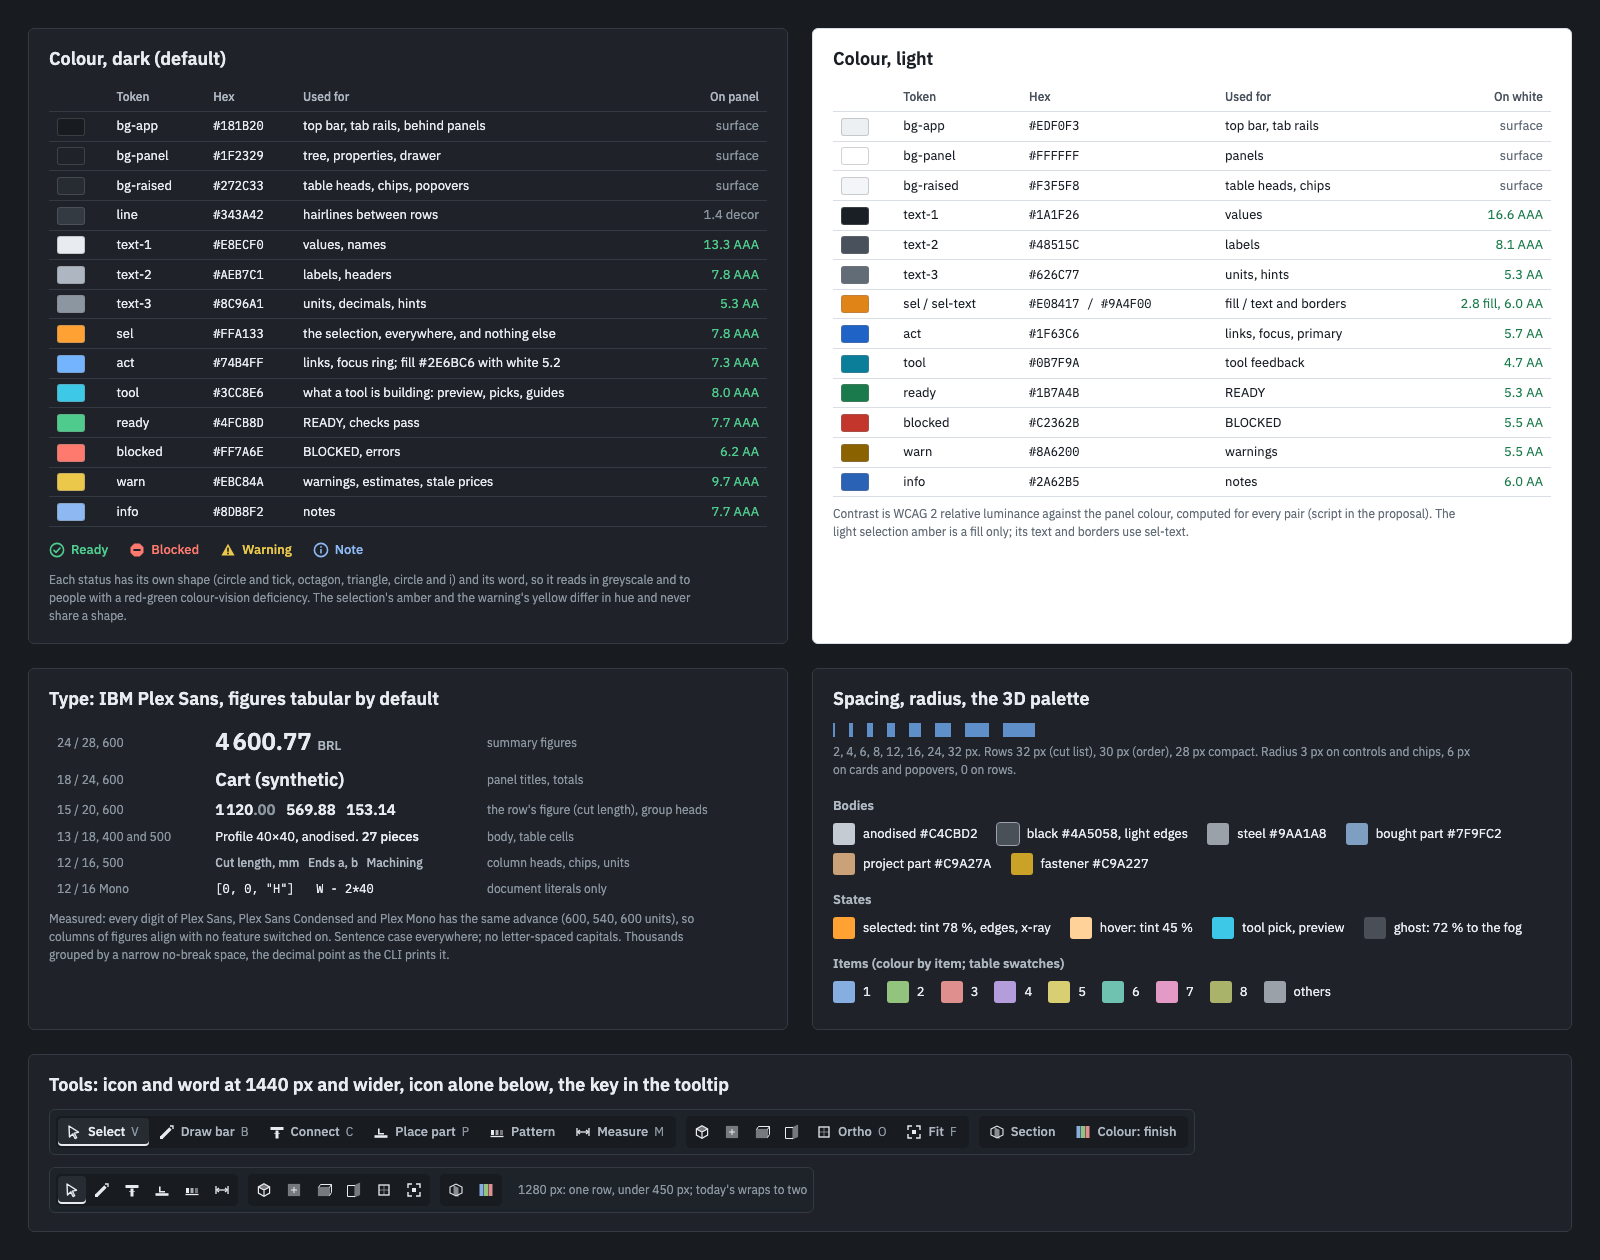 Colour, dark (default)
Token Hex Used for On panel
bg-app #181B20 top bar, tab rails, behind panels surface
bg-panel #1F2329 tree, properties, drawer surface
bg-raised #272C33 table heads, chips, popovers surface
line #343A42 hairlines between rows 1.4 decor
text-1 #E8ECF0 values, names 13.3 AAA
text-2 #AEB7C1 labels, headers 7.8 AAA
text-3 #8C96A1 units, decimals, hints 5.3 AA
sel #FFA133 the selection, everywhere, and nothing else 7.8 AAA
act #74B4FF links, focus ring; fill #2E6BC6 with white 5.2 7.3 AAA
tool #3CC8E6 what a tool is building: preview, picks, guides 8.0 AAA
ready #4FCB8D READY, checks pass 7.7 AAA
blocked #FF7A6E BLOCKED, errors 6.2 AA
warn #EBC84A warnings, estimates, stale prices 9.7 AAA
info #8DB8F2 notes 7.7 AAA
Ready Blocked Warning Note
Each status has its own shape (circle and tick, octagon, triangle, circle and i) and its word, so it reads in greyscale and to
people with a red-green colour-vision deficiency. The selection's amber and the warning's yellow differ in hue and never
share a shape.
Colour, light
Token Hex Used for On white
bg-app #EDF0F3 top bar, tab rails surface
bg-panel #FFFFFF panels surface
bg-raised #F3F5F8 table heads, chips surface
text-1 #1A1F26 values 16.6 AAA
text-2 #48515C labels 8.1 AAA
text-3 #626C77 units, hints 5.3 AA
sel / sel-text #E08417 / #9A4F00 fill / text and borders 2.8 fill, 6.0 AA
act #1F63C6 links, focus, primary 5.7 AA
tool #0B7F9A tool feedback 4.7 AA
ready #1B7A4B READY 5.3 AA
blocked #C2362B BLOCKED 5.5 AA
warn #8A6200 warnings 5.5 AA
info #2A62B5 notes 6.0 AA
Contrast is WCAG 2 relative luminance against the panel colour, computed for every pair (script in the proposal). The
light selection amber is a fill only; its text and borders use sel-text.
Type: IBM Plex Sans, figures tabular by default
24 / 28, 600 4 600.77 BRL summary figures
18 / 24, 600 Cart (synthetic) panel titles, totals
15 / 20, 600 1 120.00 569.88 153.14 the row's figure (cut length), group heads
13 / 18, 400 and 500 Profile 40×40, anodised. 27 pieces body, table cells
12 / 16, 500 Cut length, mm Ends a, b Machining column heads, chips, units
12 / 16 Mono [0, 0, "H"] W - 2*40 document literals only
Measured: every digit of Plex Sans, Plex Sans Condensed and Plex Mono has the same advance (600, 540, 600 units), so
columns of figures align with no feature switched on. Sentence case everywhere; no letter-spaced capitals. Thousands
grouped by a narrow no-break space, the decimal point as the CLI prints it.
Spacing, radius, the 3D palette
2, 4, 6, 8, 12, 16, 24, 32 px. Rows 32 px (cut list), 30 px (order), 28 px compact. Radius 3 px on controls and chips, 6 px
on cards and popovers, 0 on rows.
Bodies
anodised #C4CBD2 black #4A5058, light edges steel #9AA1A8 bought part #7F9FC2
project part #C9A27A fastener #C9A227
States
selected: tint 78 %, edges, x-ray hover: tint 45 % tool pick, preview ghost: 72 % to the fog
Items (colour by item; table swatches)
1 2 3 4 5 6 7 8 others
Tools: icon and word at 1440 px and wider, icon alone below, the key in the tooltip
Select V Draw bar B Connect C Place part P Pattern Measure M Ortho O Fit F Section Colour: finish
1280 px: one row, under 450 px; today's wraps to two